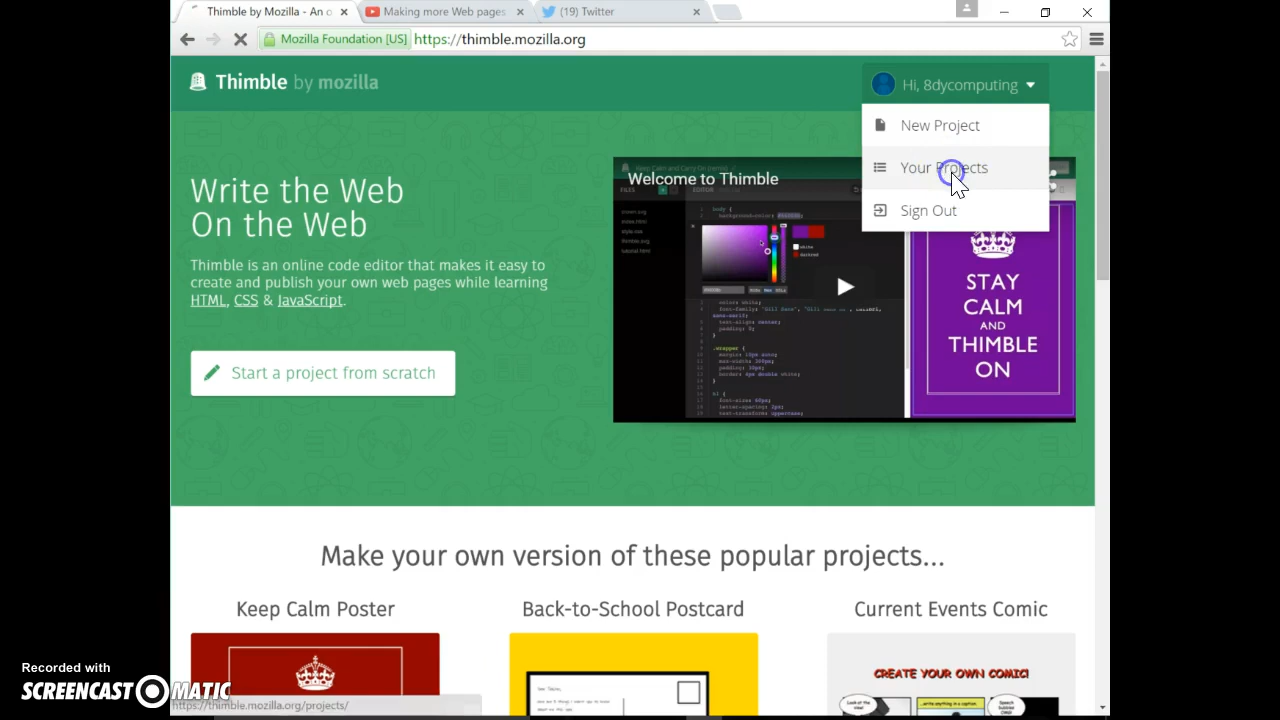 Thimble by Mozilla - An o
Making more Web pages
(19) Twitter
Mozilla Foundation [US]
https://thimble.mozilla.org
Thimble by mozilla
Hi, 8dycomputing
New Project
Your Projects
Sign Out
Write the Web
On the Web
Thimble is an online code editor that makes it easy to
create and publish your own web pages while learning
HTML, CSS & JavaScript.
Start a project from scratch
Welcome to Thimble
FILES
EDITOR
body {
STAY
CALM
AND
THIMBLE
ON
Make your own version of these popular projects...
Keep Calm Poster
Back-to-School Postcard
Current Events Comic
CREATE YOUR OWN COMIC!
Recorded with
SCREENCAST MATIC
https://thimble.mozilla.org/projects/